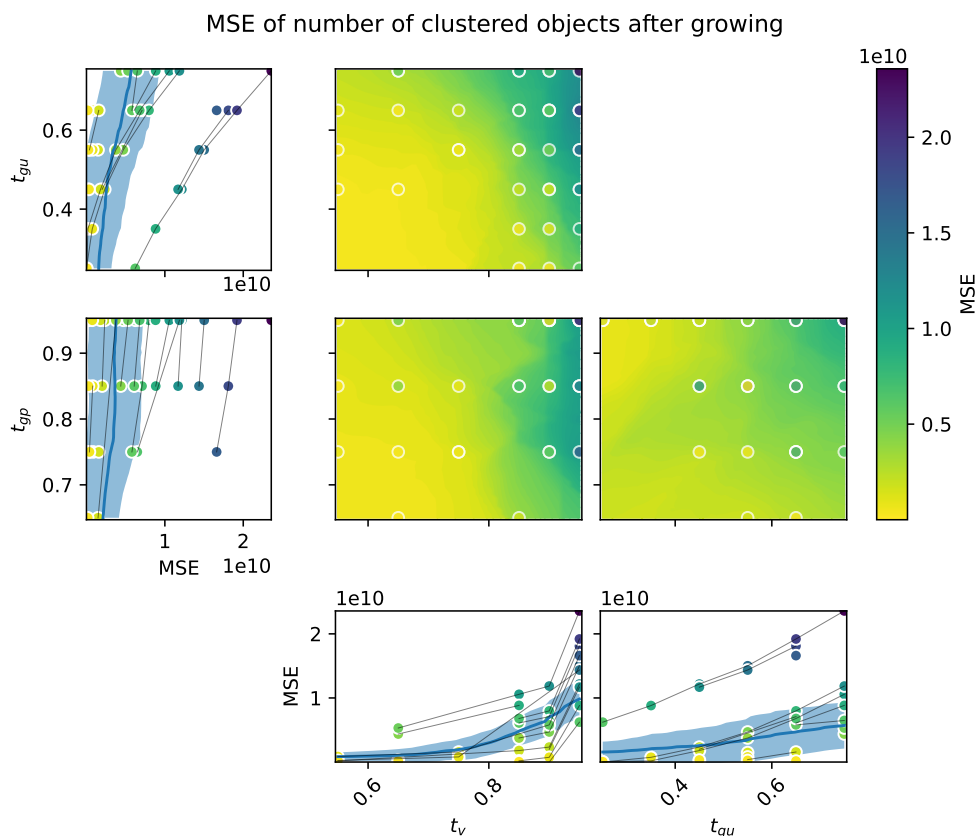 MSE of number of clustered objects after growing
1e10
0.6
0.4
t_gu
1e10
2.0
1.5
1.0
0.5
MSE
0.9
0.8
0.7
t_gp
1 2
MSE 1e10
1e10 1e10
2
1
MSE
0.6 0.8 0.4 0.6
t_v t_gu